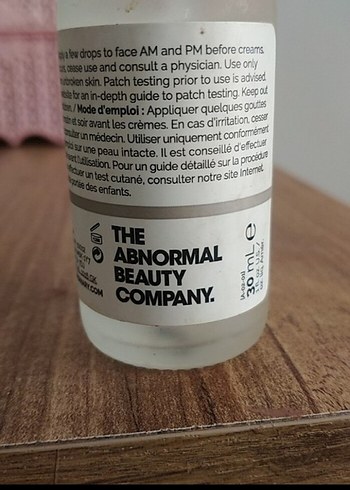 a few drops to face AM and PM before creams.
cease use and consult a physician. Use only
unbroken skin. Patch testing prior to use is advised.
for an in-depth guide to patch testing. Keep out
Mode d'emploi : Appliquer quelques gouttes
et soir avant les crèmes. En cas d'irritation, cesser
un médecin. Utiliser uniquement conformément
sur une peau intacte. Il est conseillé d'effectuer
l'utilisation. Pour un guide détaillé sur la procédure
un test cutané, consulter notre site Internet.
portée des enfants.
THE
ABNORMAL
BEAUTY
COMPANY.
30 mL e